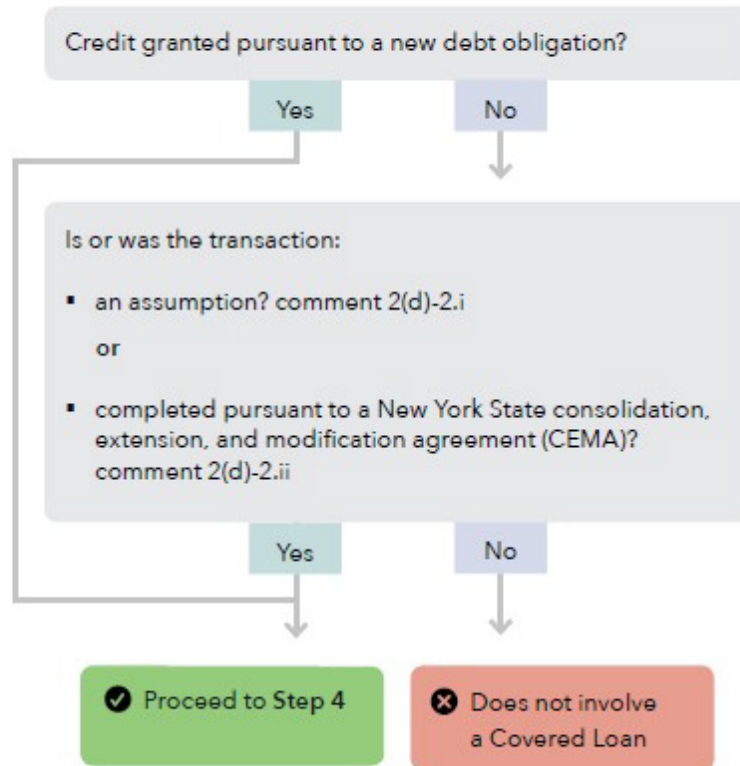 Credit granted pursuant to a new debt obligation?
Yes
No
Is or was the transaction:
▪ an assumption? comment 2(d)-2.i
or
▪ completed pursuant to a New York State consolidation,
extension, and modification agreement (CEMA)?
comment 2(d)-2.ii
Yes
No
Proceed to Step 4
Does not involve
a Covered Loan